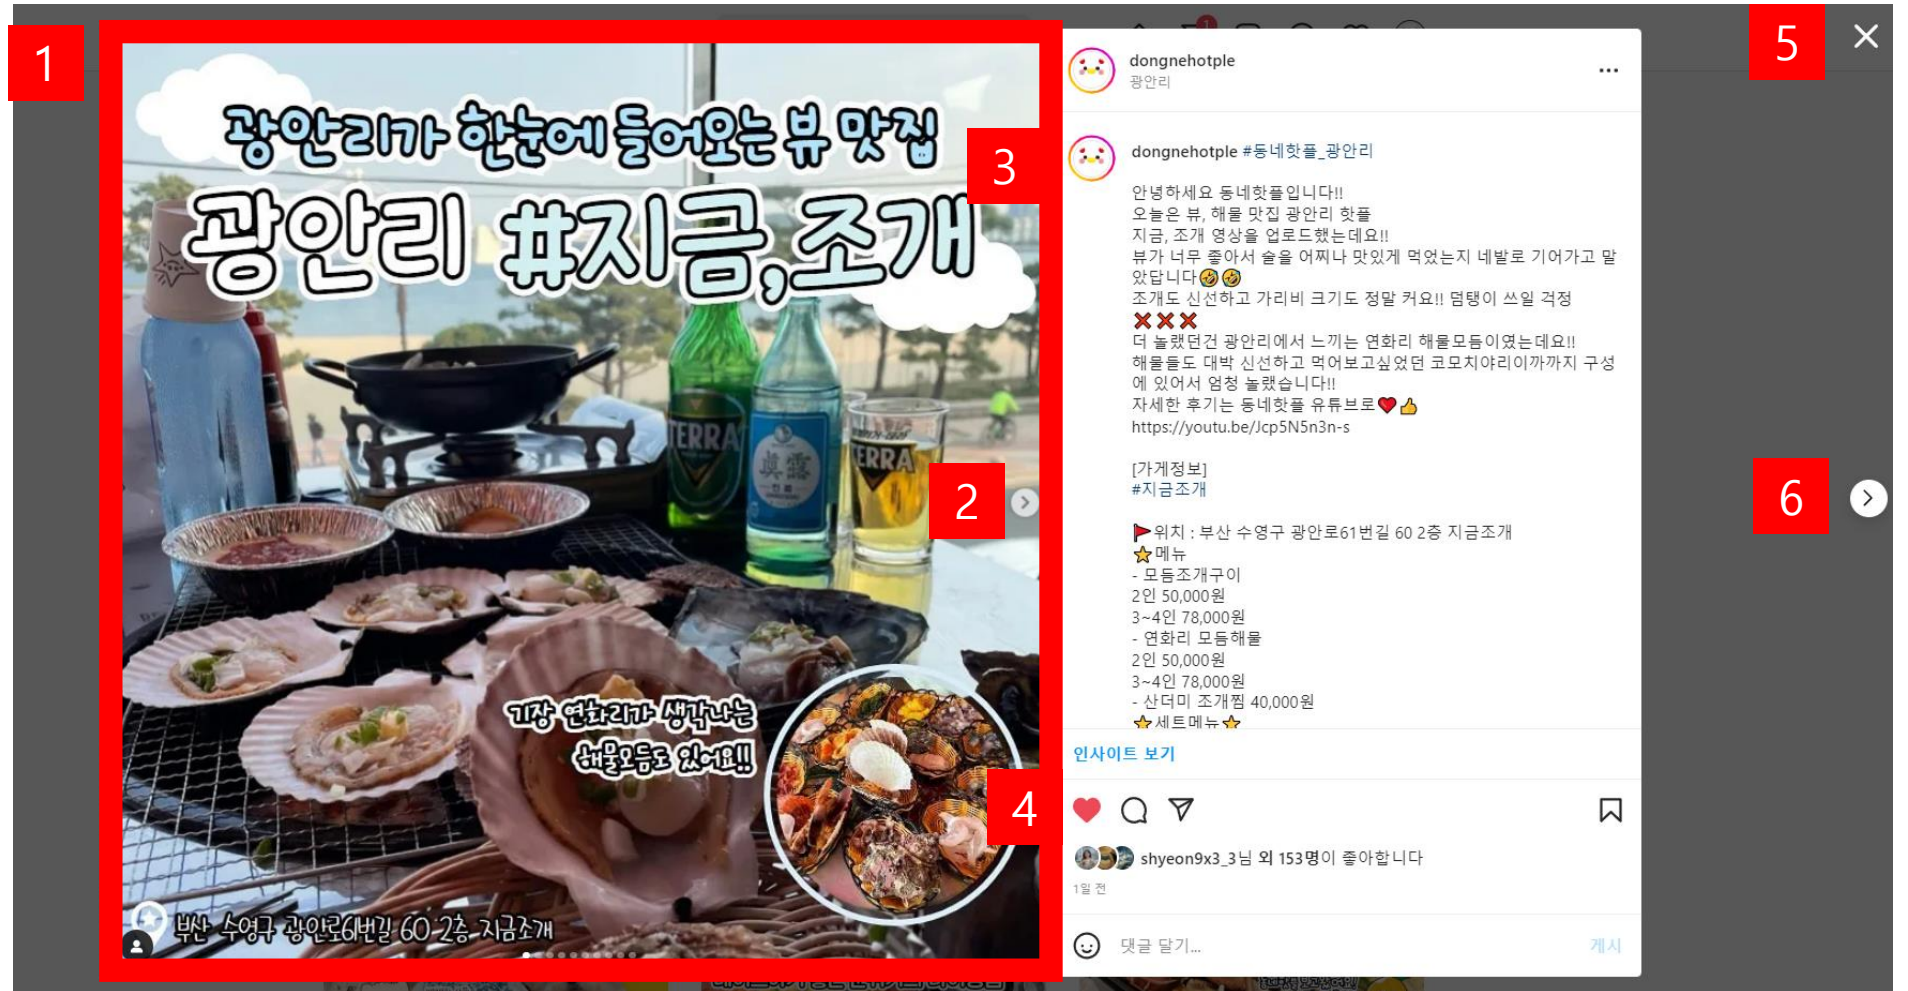 1
5
광안리가 한눈에 들어오는 뷰 맛집
3
광안리 #지금,조개
TERRA
TERRA
2
기장 연화리가 생각나는
해물모듬도 있어요!!
4
부산 수영구 광안로61번길 60 2층 지금조개
1
dongnehotple
광안리
dongnehotple #동네핫플_광안리
안녕하세요 동네핫플입니다!!
오늘은 뷰, 해물 맛집 광안리 핫플
지금, 조개 영상을 업로드했는데요!!
뷰가 너무 좋아서 술을 어찌나 맛있게 먹었는지 네발로 기어가고 말
았답니다🤣🤣
조개도 신선하고 가리비 크기도 정말 커요!! 덤탱이 쓰일 걱정
❌❌❌
더 놀랬던건 광안리에서 느끼는 연화리 해물모듬이였는데요!!
해물들도 대박 신선하고 먹어보고싶었던 코모치야리이까까지 구성
에 있어서 엄청 놀랬습니다!!
자세한 후기는 동네핫플 유튜브로❤👍
https://youtu.be/Jcp5N5n3n-s
[가게정보]
#지금조개
🚩위치 : 부산 수영구 광안로61번길 60 2층 지금조개
⭐메뉴
- 모듬조개구이
2인 50,000원
3~4인 78,000원
- 연화리 모듬해물
2인 50,000원
3~4인 78,000원
- 산더미 조개찜 40,000원
⭐세트메뉴⭐
인사이트 보기
shyeon9x3_3님 외 153명이 좋아합니다
1일 전
댓글 달기...
게시
6